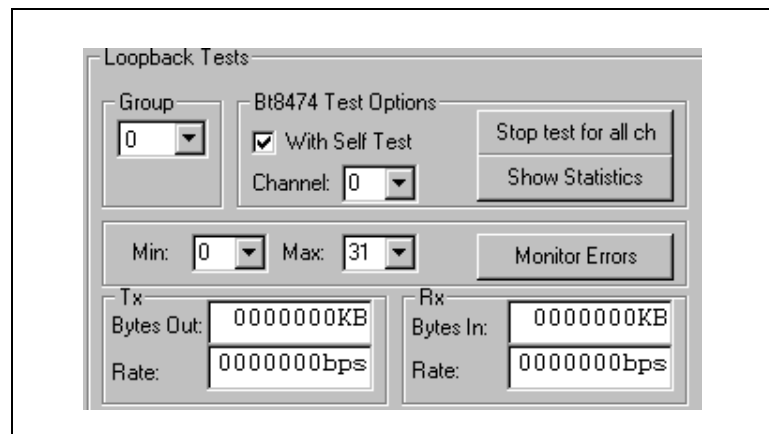 Loopback Tests
Group
0
Bt8474 Test Options
With Self Test
Channel: 0
Stop test for all ch
Show Statistics
Min: 0 Max: 31 Monitor Errors
Tx
Bytes Out: 0000000KB
Rate: 0000000bps
Rx
Bytes In: 0000000KB
Rate: 0000000bps